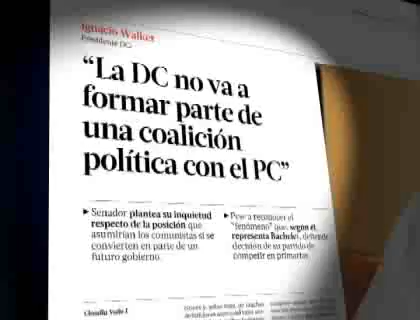 Ignacio Walker
Presidente DC
“La DC no va a
formar parte de
una coalición
política con el PC”
▸ Senador plantea su inquietud
respecto de la posición que
asumirían los comunistas si se
convierten en parte de un
futuro gobierno.
▸ Pese a reconocer el
“fenómeno” que, según él,
representa Bachelet, defiende
decisión de su partido de
competir en primarias.
Claudia Valle